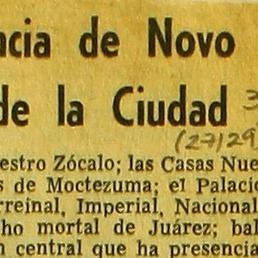 ncia de Novo
de la Ciudad 3
(27/29)
estro Zócalo; las Casas Nue
s de Moctezuma; el Palacio
rreinal, Imperial, Nacional
ho mortal de Juárez; bal
n central que ha presencia